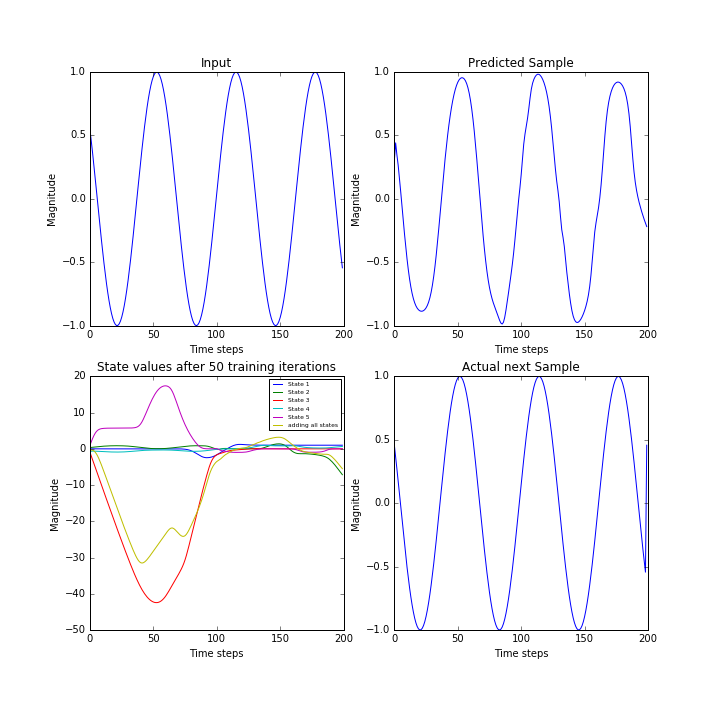 Input
Magnitude
1.0
0.5
0.0
−0.5
−1.0
0 50 100 150 200
Time steps
Predicted Sample
Magnitude
1.0
0.5
0.0
−0.5
−1.0
0 50 100 150 200
Time steps
State values after 50 training iterations
Magnitude
20
10
0
−10
−20
−30
−40
−50
0 50 100 150 200
Time steps
State 1
State 2
State 3
State 4
State 5
adding all states
Actual next Sample
Magnitude
1.0
0.5
0.0
−0.5
−1.0
0 50 100 150 200
Time steps